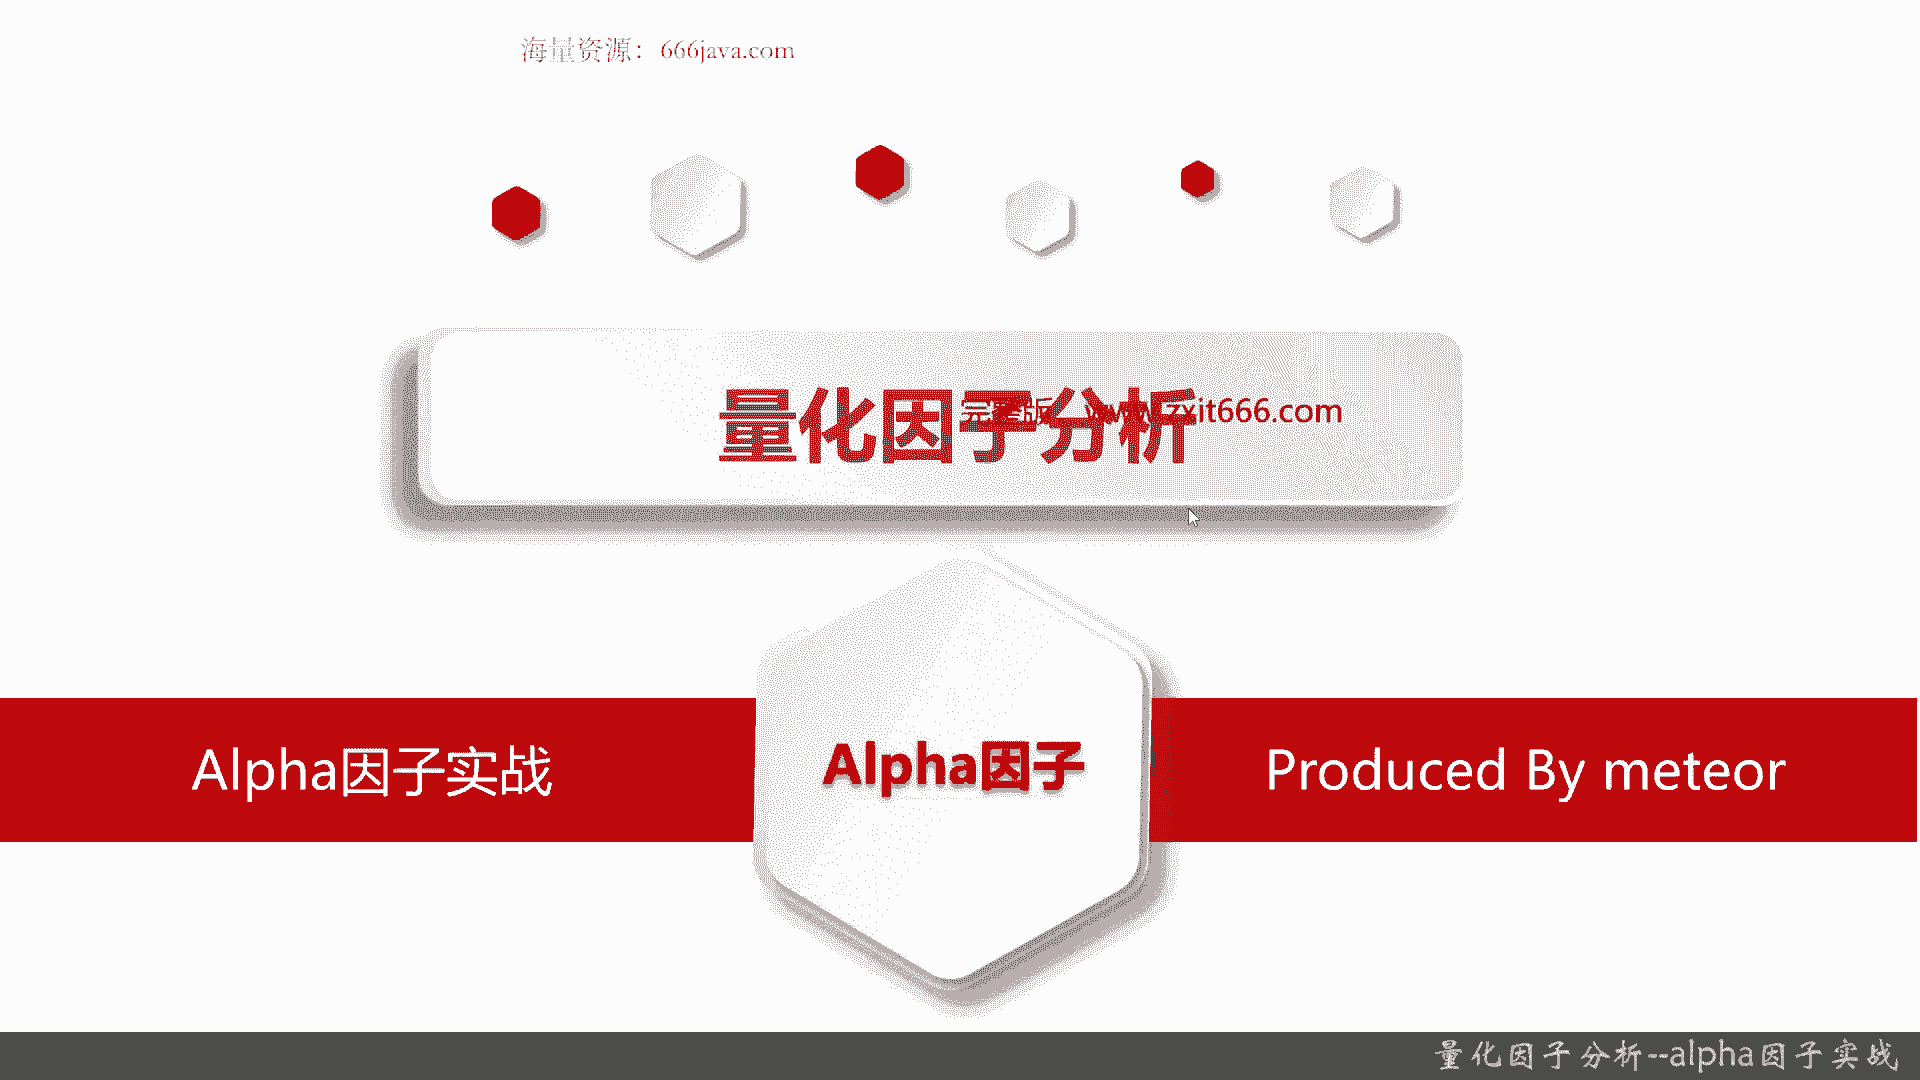 海量资源：666java.com
量化因子分析
完整版：www.zxit666.com
Alpha因子实战
Alpha因子
Produced By meteor
量化因子分析--alpha因子实战